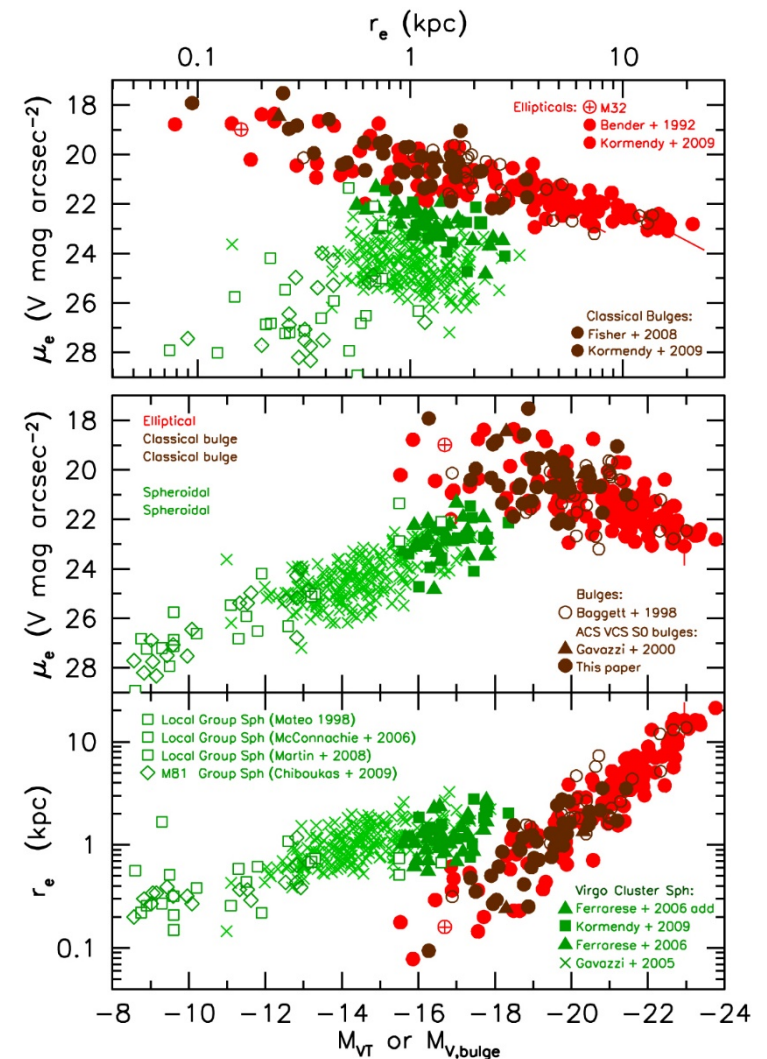 r_e (kpc)
0.1 1 10
μ_e (V mag arcsec⁻²)
18
20
22
24
26
28
Ellipticals: ⊕ M32
● Bender + 1992
● Kormendy + 2009
Classical Bulges:
● Fisher + 2008
● Kormendy + 2009
μ_e (V mag arcsec⁻²)
18
20
22
24
26
28
Elliptical
Classical bulge
Classical bulge
Spheroidal
Spheroidal
Bulges:
○ Baggett + 1998
ACS VCS S0 bulges:
▲ Gavazzi + 2000
● This paper
r_e (kpc)
10
1
0.1
□ Local Group Sph (Mateo 1998)
□ Local Group Sph (McConnachie + 2006)
□ Local Group Sph (Martin + 2008)
◇ M81 Group Sph (Chiboukas + 2009)
Virgo Cluster Sph:
▲ Ferrarese + 2006 add
■ Kormendy + 2009
▲ Ferrarese + 2006
× Gavazzi + 2005
−8 −10 −12 −14 −16 −18 −20 −22 −24
M_VT or M_V,bulge